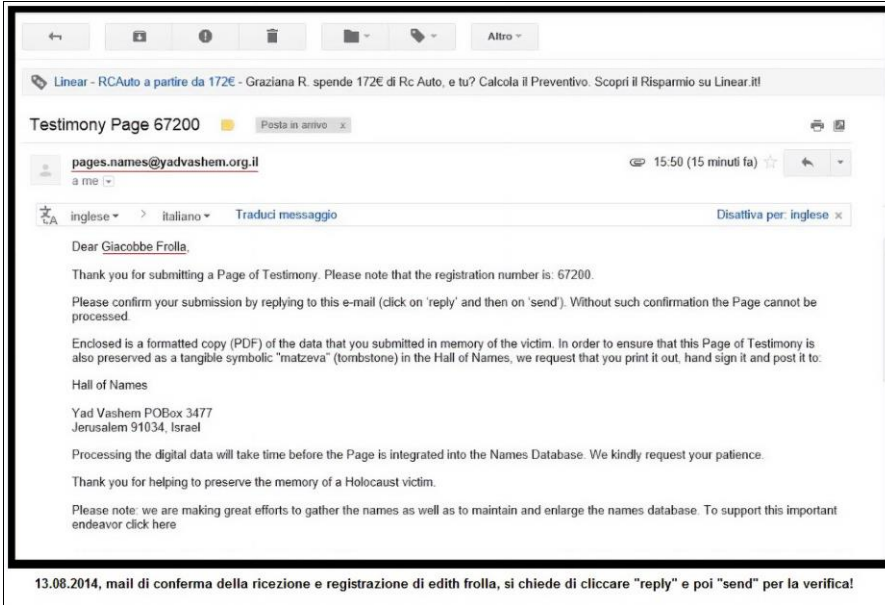 Altro
Linear - RCAuto a partire da 172€ - Graziana R. spende 172€ di Rc Auto, e tu? Calcola il Preventivo. Scopri il Risparmio su Linear.it!
Testimony Page 67200 Posta in arrivo x
pages.names@yadvashem.org.il 15:50 (15 minuti fa)
a me
inglese > italiano Traduci messaggio Disattiva per: inglese x
Dear Giacobbe Frolla,
Thank you for submitting a Page of Testimony. Please note that the registration number is: 67200.
Please confirm your submission by replying to this e-mail (click on 'reply' and then on 'send'). Without such confirmation the Page cannot be
processed.
Enclosed is a formatted copy (PDF) of the data that you submitted in memory of the victim. In order to ensure that this Page of Testimony is
also preserved as a tangible symbolic "matzeva" (tombstone) in the Hall of Names, we request that you print it out, hand sign it and post it to:
Hall of Names
Yad Vashem POBox 3477
Jerusalem 91034, Israel
Processing the digital data will take time before the Page is integrated into the Names Database. We kindly request your patience.
Thank you for helping to preserve the memory of a Holocaust victim.
Please note: we are making great efforts to gather the names as well as to maintain and enlarge the names database. To support this important
endeavor click here
13.08.2014, mail di conferma della ricezione e registrazione di edith frolla, si chiede di cliccare "reply" e poi "send" per la verifica!